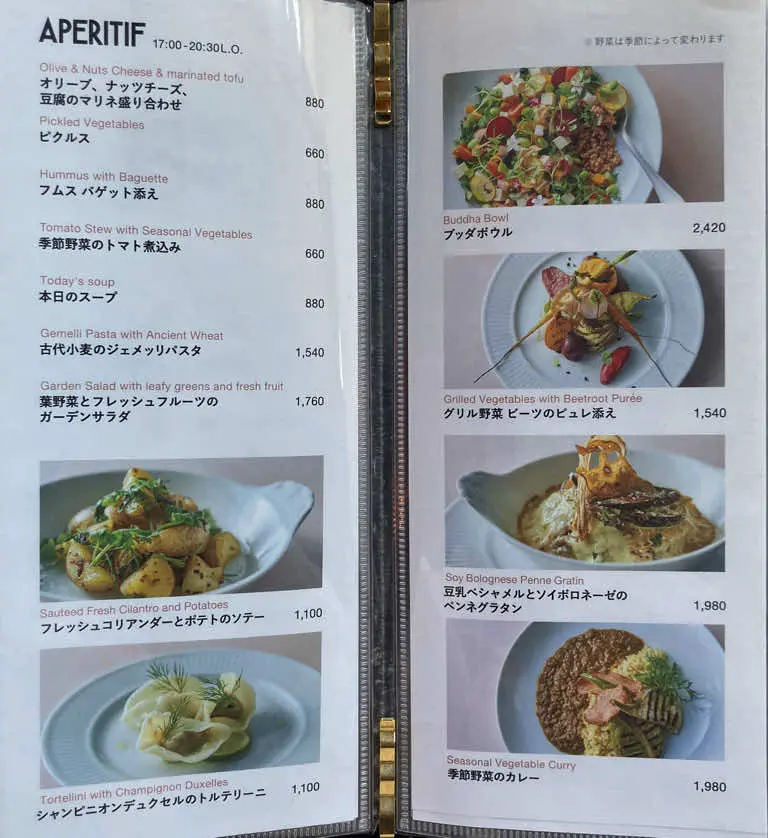 APERITIF 17:00-20:30L.O.
Olive & Nuts Cheese & marinated tofu
オリーブ、ナッツチーズ、
豆腐のマリネ盛り合わせ 880
Pickled Vegetables
ピクルス
660
Hummus with Baguette
フムス バゲット添え 880
Tomato Stew with Seasonal Vegetables
季節野菜のトマト煮込み 660
Today's soup
本日のスープ 880
Gemelli Pasta with Ancient Wheat
古代小麦のジェメッリパスタ 1,540
Garden Salad with leafy greens and fresh fruit
葉野菜とフレッシュフルーツの 1,760
ガーデンサラダ
Sauteed Fresh Cilantro and Potatoes
フレッシュコリアンダーとポテトのソテー 1,100
Tortellini with Champignon Duxelles
シャンピニオンデュクセルのトルテリーニ 1,100
※野菜は季節によって変わります
Buddha Bowl
ブッダボウル 2,420
Grilled Vegetables with Beetroot Purée
グリル野菜 ビーツのピュレ添え 1,540
Soy Bolognese Penne Gratin
豆乳ベシャメルとソイボロネーゼの
ペンネグラタン 1,980
Seasonal Vegetable Curry
季節野菜のカレー 1,980